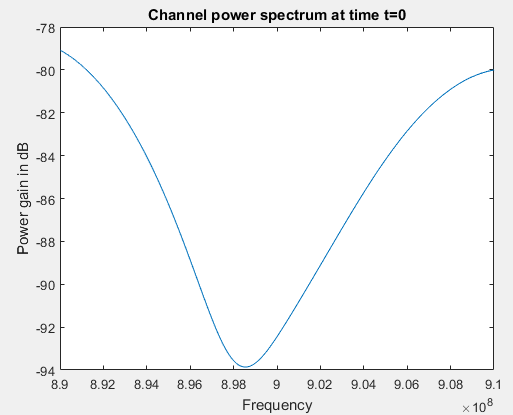 Channel power spectrum at time t=0
Power gain in dB
-78
-80
-82
-84
-86
-88
-90
-92
-94
8.9 8.92 8.94 8.96 8.98 9 9.02 9.04 9.06 9.08 9.1
×10⁸
Frequency